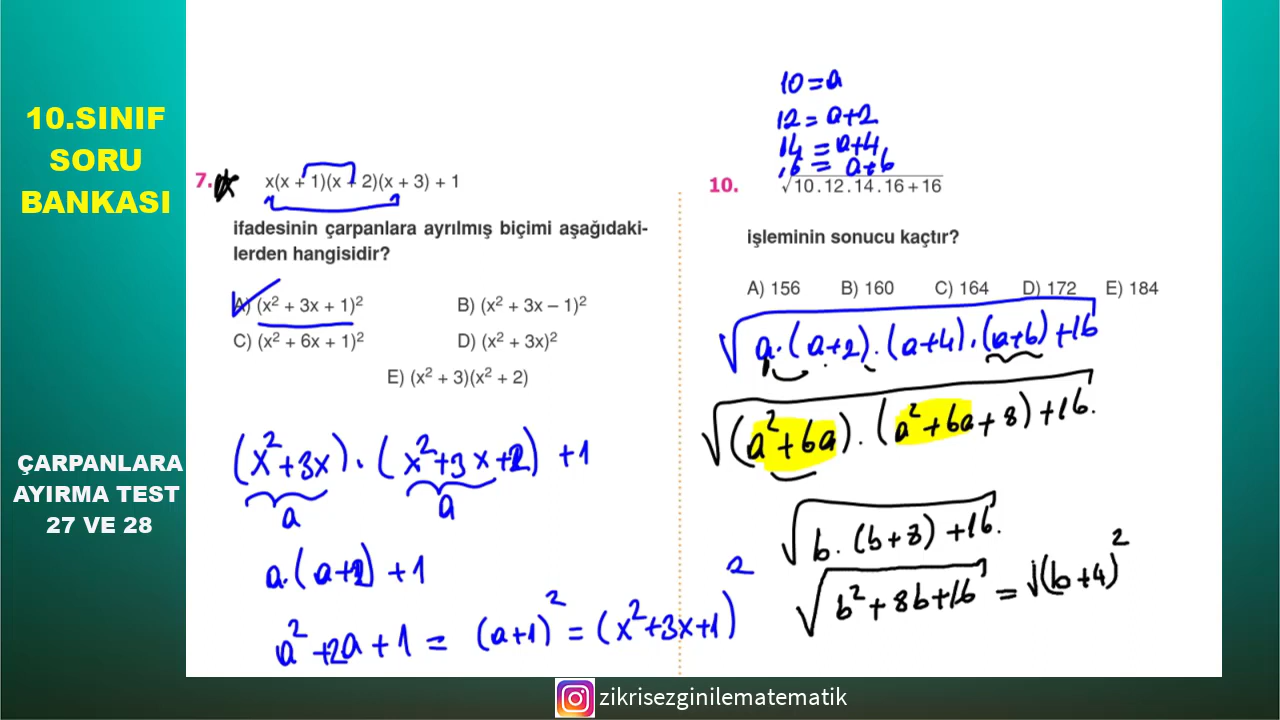 10.SINIF
SORU
BANKASI
ÇARPANLARA
AYIRMA TEST
27 VE 28
7. x(x + 1)(x + 2)(x + 3) + 1
ifadesinin çarpanlara ayrılmış biçimi aşağıdaki-
lerden hangisidir?
A) (x² + 3x + 1)² B) (x² + 3x – 1)²
C) (x² + 6x + 1)² D) (x² + 3x)²
E) (x² + 3)(x² + 2)
(x²+3x).(x²+3x+2)+1
a a
a.(a+2)+1
a²+2a+1 = (a+1)² = (x²+3x+1)²
10=a
12=a+2
14=a+4
16=a+6
10. √10.12.14.16+16
işleminin sonucu kaçtır?
A) 156 B) 160 C) 164 D) 172 E) 184
√a.(a+2).(a+4).(a+6)+16
√(a²+6a).(a²+6a+8)+16.
√b.(b+8)+16.
√b²+8b+16 = √(b+4)²
zikrisezginilematematik